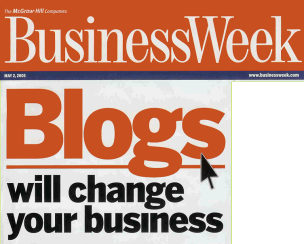 The McGraw-Hill Companies
BusinessWeek
MAY 2, 2005
www.businessweek.com
Blogs
will change
your business